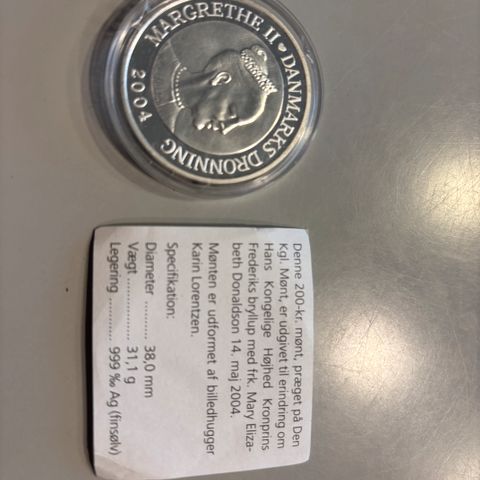 MARGRETHE II ♥ DANMARKS DRONNING
2004
Denne 200-kr. mønt, præget på Den
Kgl. Mønt, er udgivet til erindring om
Hans Kongelige Højhed Kronprins
Frederiks bryllup med frk. Mary Eliza-
beth Donaldson 14. maj 2004.
Mønten er udformet af billedhugger
Karin Lorentzen.
Specifikation:
Diameter ......... 38,0 mm
Vægt ................ 31,1 g
Legering ........... 999 ‰ Ag (finsølv)